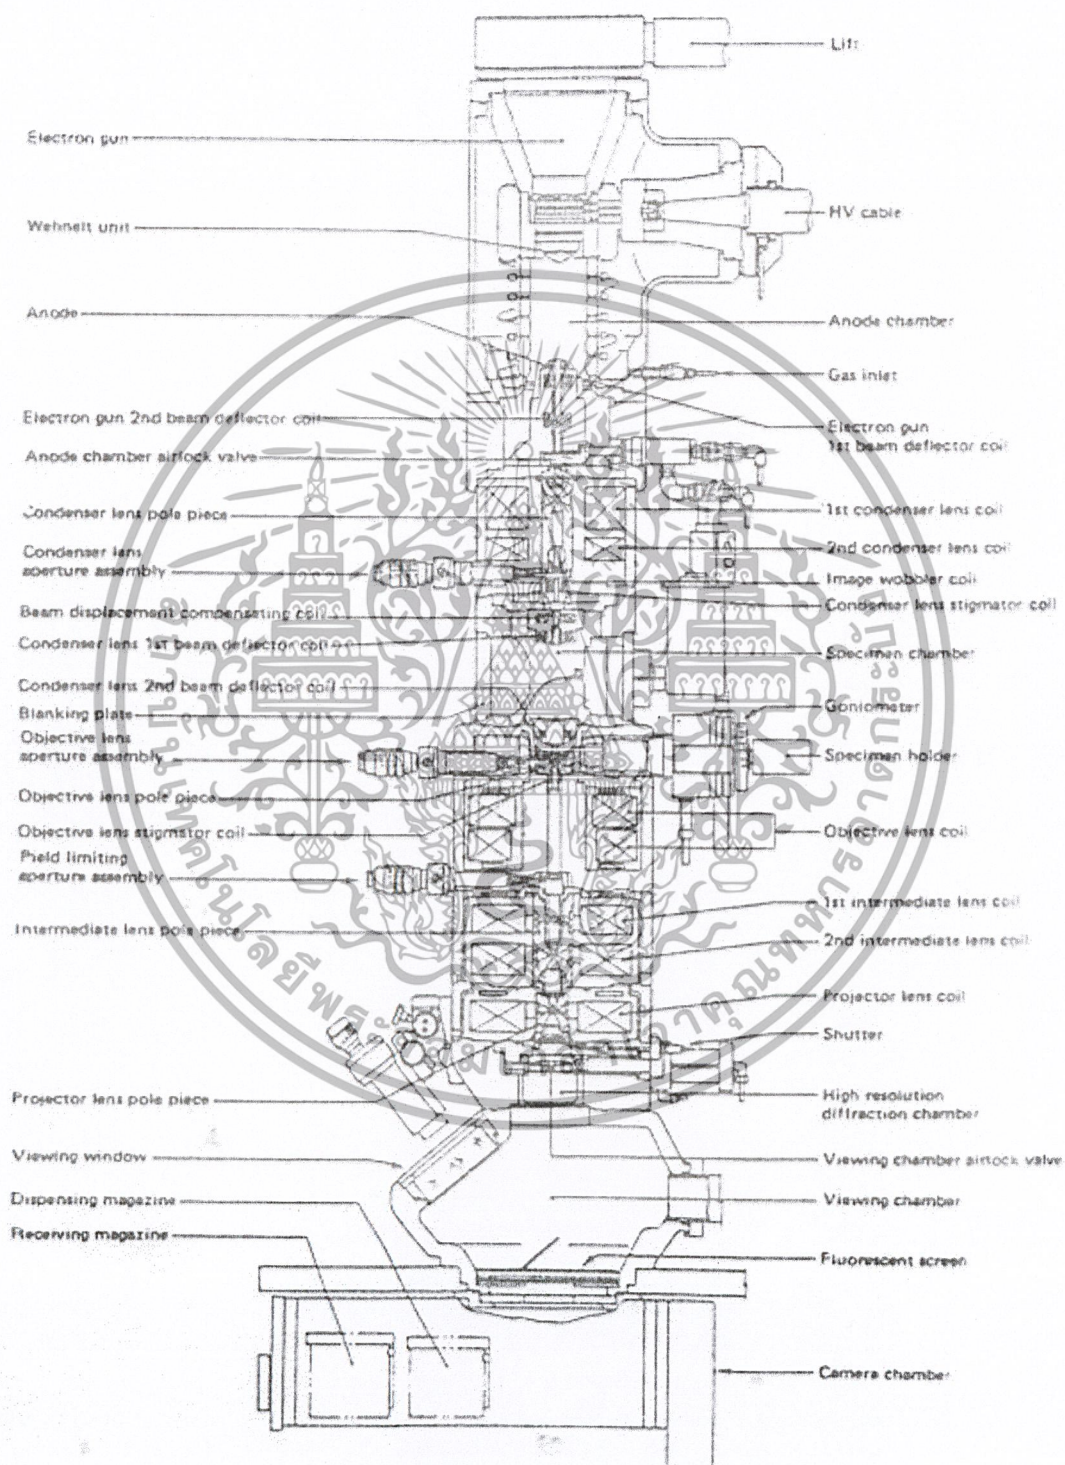 Lift
Electron gun
HV cable
Wehnelt unit
Anode
Anode chamber
Gas inlet
Electron gun 2nd beam deflector coil
Electron gun
1st beam deflector coil
Anode chamber airlock valve
Condenser lens pole piece
1st condenser lens coil
Condenser lens
aperture assembly
2nd condenser lens coil
Image wobbler coil
Condenser lens stigmator coil
Beam displacement compensating coil
Condenser lens 1st beam deflector coil
Specimen chamber
Condenser lens 2nd beam deflector coil
Blanking plate
Goniometer
Objective lens
aperture assembly
Specimen holder
Objective lens pole piece
Objective lens stigmator coil
Objective lens coil
Field limiting
aperture assembly
1st intermediate lens coil
Intermediate lens pole piece
2nd intermediate lens coil
Projector lens coil
Shutter
Projector lens pole piece
High resolution
diffraction chamber
Viewing window
Viewing chamber airlock valve
Dispensing magazine
Viewing chamber
Receiving magazine
Fluorescent screen
Camera chamber